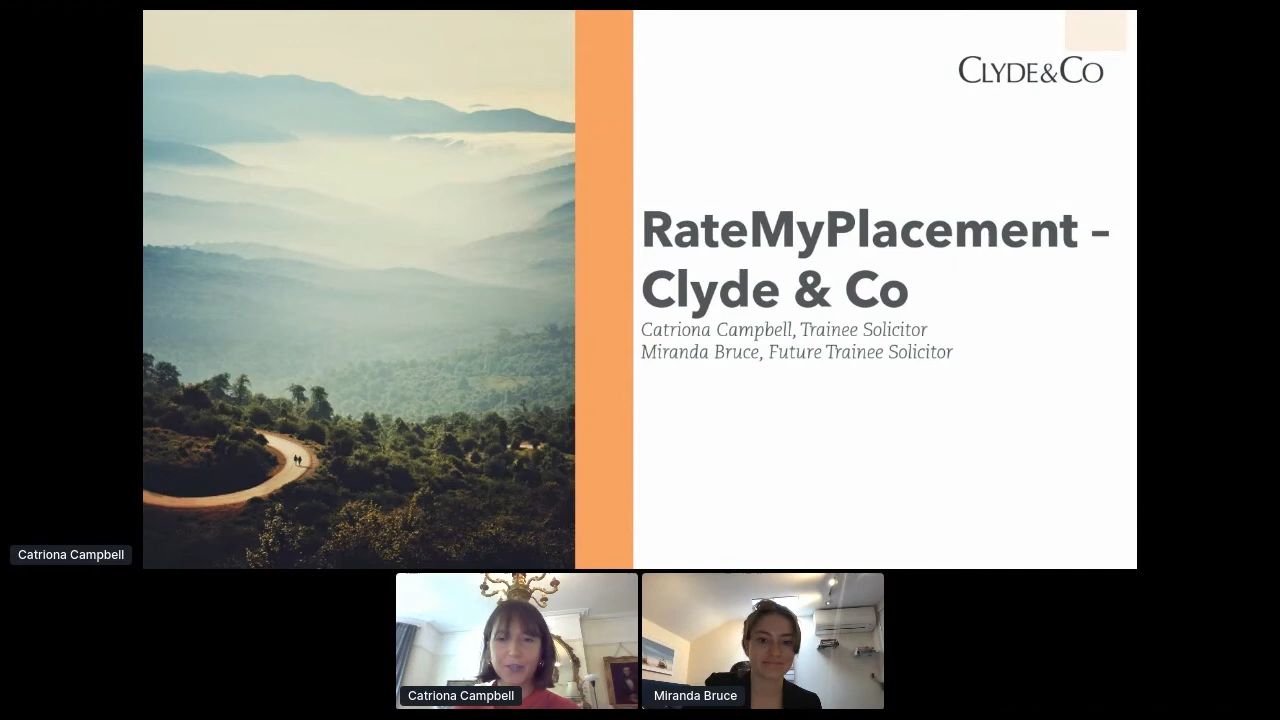 CLYDE&CO
RateMyPlacement –
Clyde & Co
Catriona Campbell, Trainee Solicitor
Miranda Bruce, Future Trainee Solicitor
Catriona Campbell
Catriona Campbell
Miranda Bruce